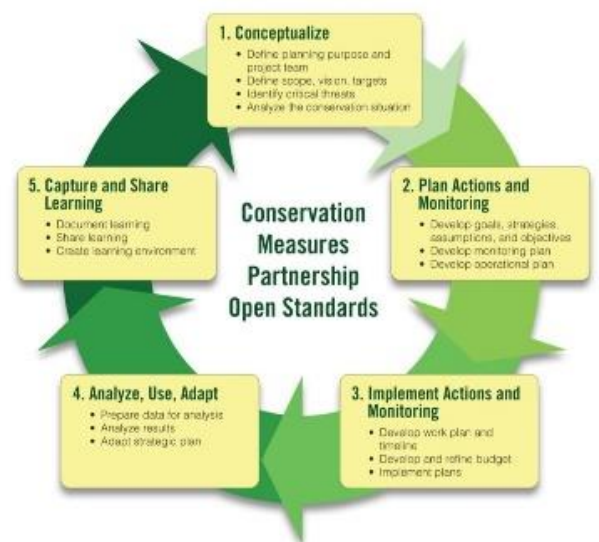 1. Conceptualize
• Define planning purpose and
project team
• Define scope, vision, targets
• Identify critical threats
• Analyze the conservation situation
2. Plan Actions and
Monitoring
• Develop goals, strategies,
assumptions, and objectives
• Develop monitoring plan
• Develop operational plan
3. Implement Actions and
Monitoring
• Develop work plan and
timeline
• Develop and refine budget
• Implement plans
4. Analyze, Use, Adapt
• Prepare data for analysis
• Analyze results
• Adapt strategic plan
5. Capture and Share
Learning
• Document learning
• Share learning
• Create learning environment
Conservation
Measures
Partnership
Open Standards